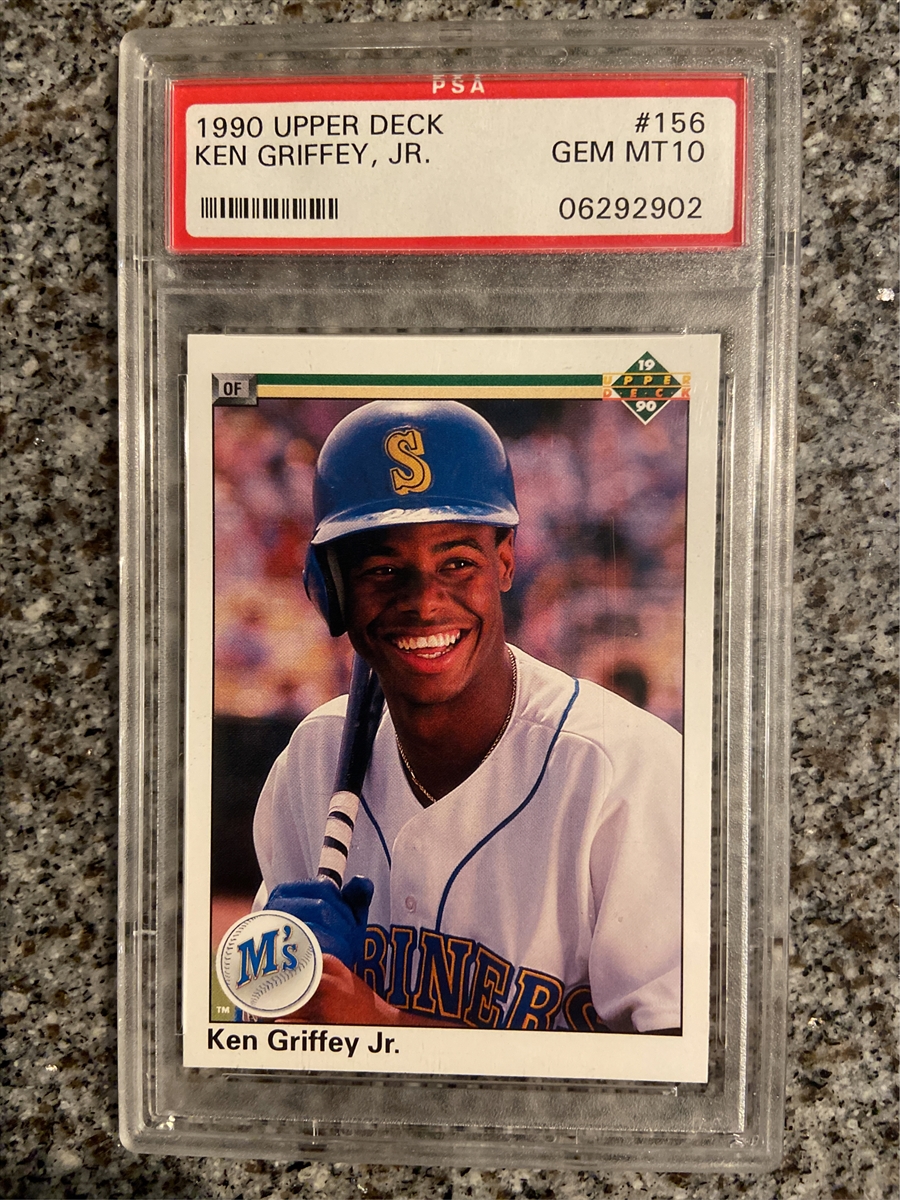 PSA
1990 UPPER DECK #156
KEN GRIFFEY, JR. GEM MT10
06292902
OF
19
UPPER
D·E·C·K
90
S
M's
RINERS
TM
Ken Griffey Jr.